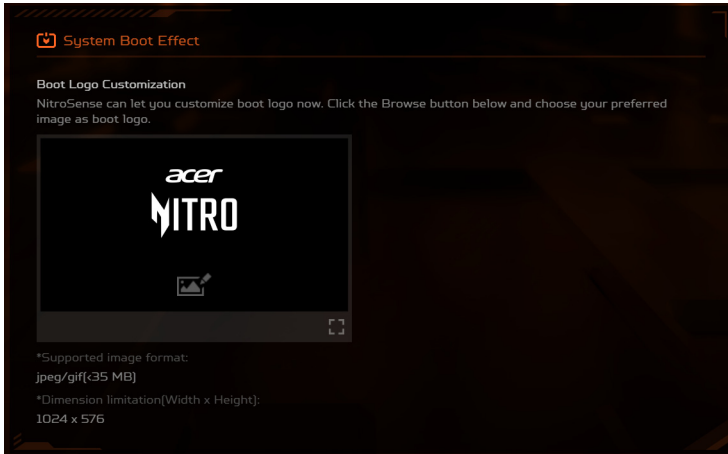 System Boot Effect
Boot Logo Customization
NitroSense can let you customize boot logo now. Click the Browse button below and choose your preferred
image as boot logo.
acer
NITRO
*Supported image format:
jpeg/gif(<35 MB)
*Dimension limitation(Width x Height):
1024 x 576